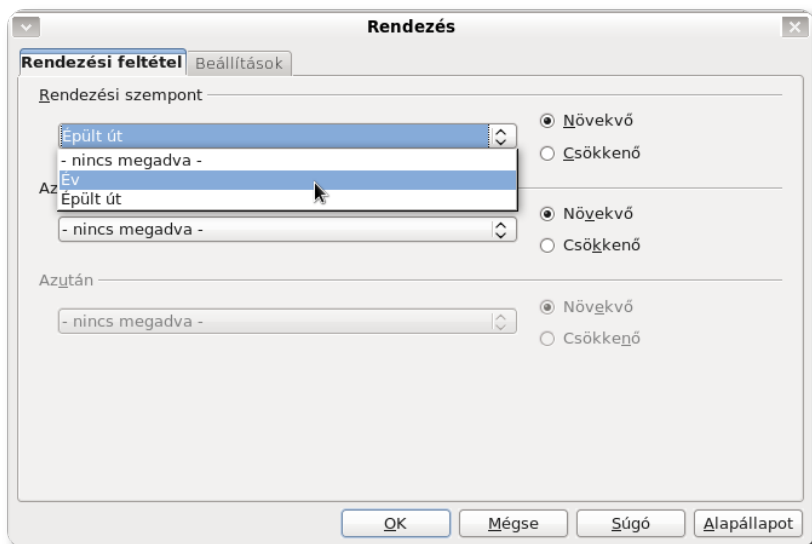 Rendezés
Rendezési feltétel Beállítások
Rendezési szempont
Épült út
Növekvő
- nincs megadva -
Csökkenő
Év
Az
Épült út
Növekvő
- nincs megadva -
Csökkenő
Azután
Növekvő
- nincs megadva -
Csökkenő
OK Mégse Súgó Alapállapot